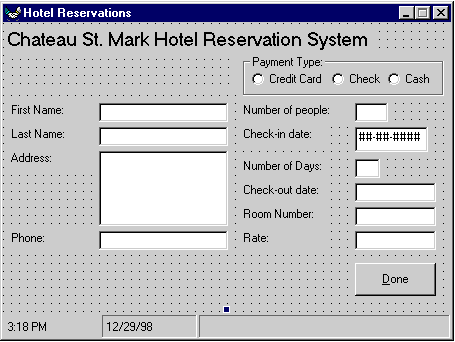 Hotel Reservations
Chateau St. Mark Hotel Reservation System
Payment Type:
Credit Card Check Cash
First Name:
Number of people:
Last Name:
Check-in date: ##-##-####
Address:
Number of Days:
Check-out date:
Room Number:
Phone:
Rate:
Done
3:18 PM 12/29/98